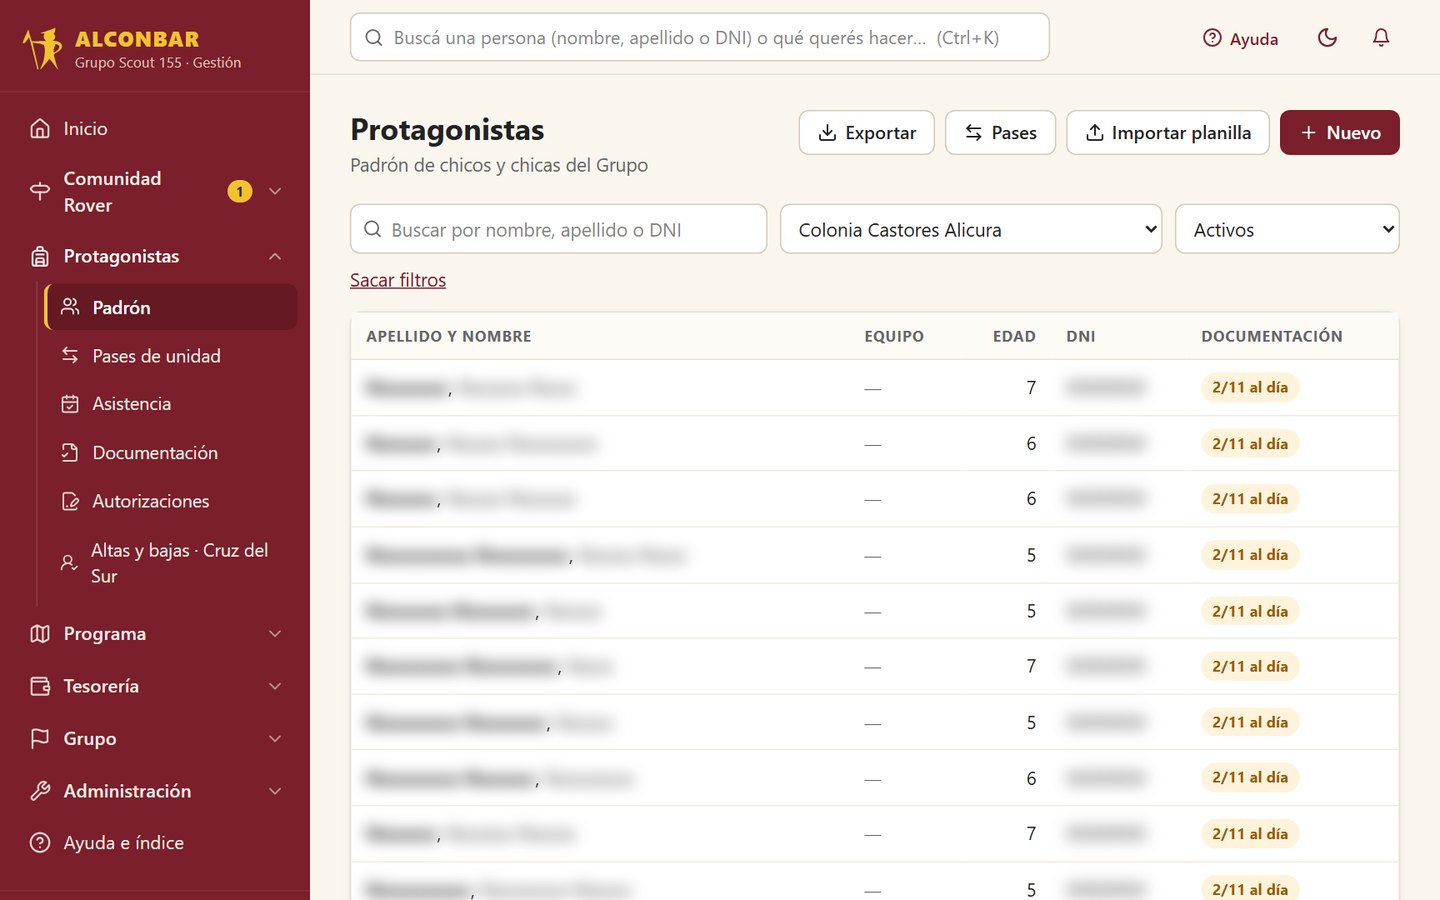 ALCONBAR
Grupo Scout 155 · Gestión
Inicio
Comunidad
Rover
1
Protagonistas
Padrón
Pases de unidad
Asistencia
Documentación
Autorizaciones
Altas y bajas · Cruz del
Sur
Programa
Tesorería
Grupo
Administración
Ayuda e índice
Buscá una persona (nombre, apellido o DNI) o qué querés hacer... (Ctrl+K)
Ayuda
Protagonistas
Padrón de chicos y chicas del Grupo
Exportar
Pases
Importar planilla
Nuevo
Buscar por nombre, apellido o DNI
Colonia Castores Alicura
Activos
Sacar filtros
APELLIDO Y NOMBRE EQUIPO EDAD DNI DOCUMENTACIÓN
, — 7 2/11 al día
, — 6 2/11 al día
, — 6 2/11 al día
, — 5 2/11 al día
, — 5 2/11 al día
, — 7 2/11 al día
, — 5 2/11 al día
, — 6 2/11 al día
, — 7 2/11 al día
, — 5 2/11 al día